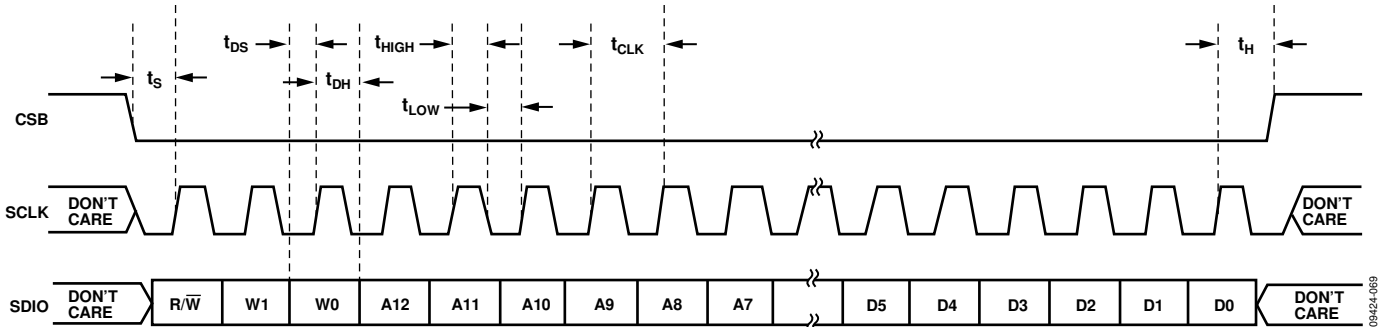 tDS
tHIGH
tCLK
tH
tS
tDH
tLOW
CSB
SCLK
DON'T CARE
DON'T CARE
SDIO
DON'T CARE
R/W̅
W1
W0
A12
A11
A10
A9
A8
A7
D5
D4
D3
D2
D1
D0
DON'T CARE
09424-069